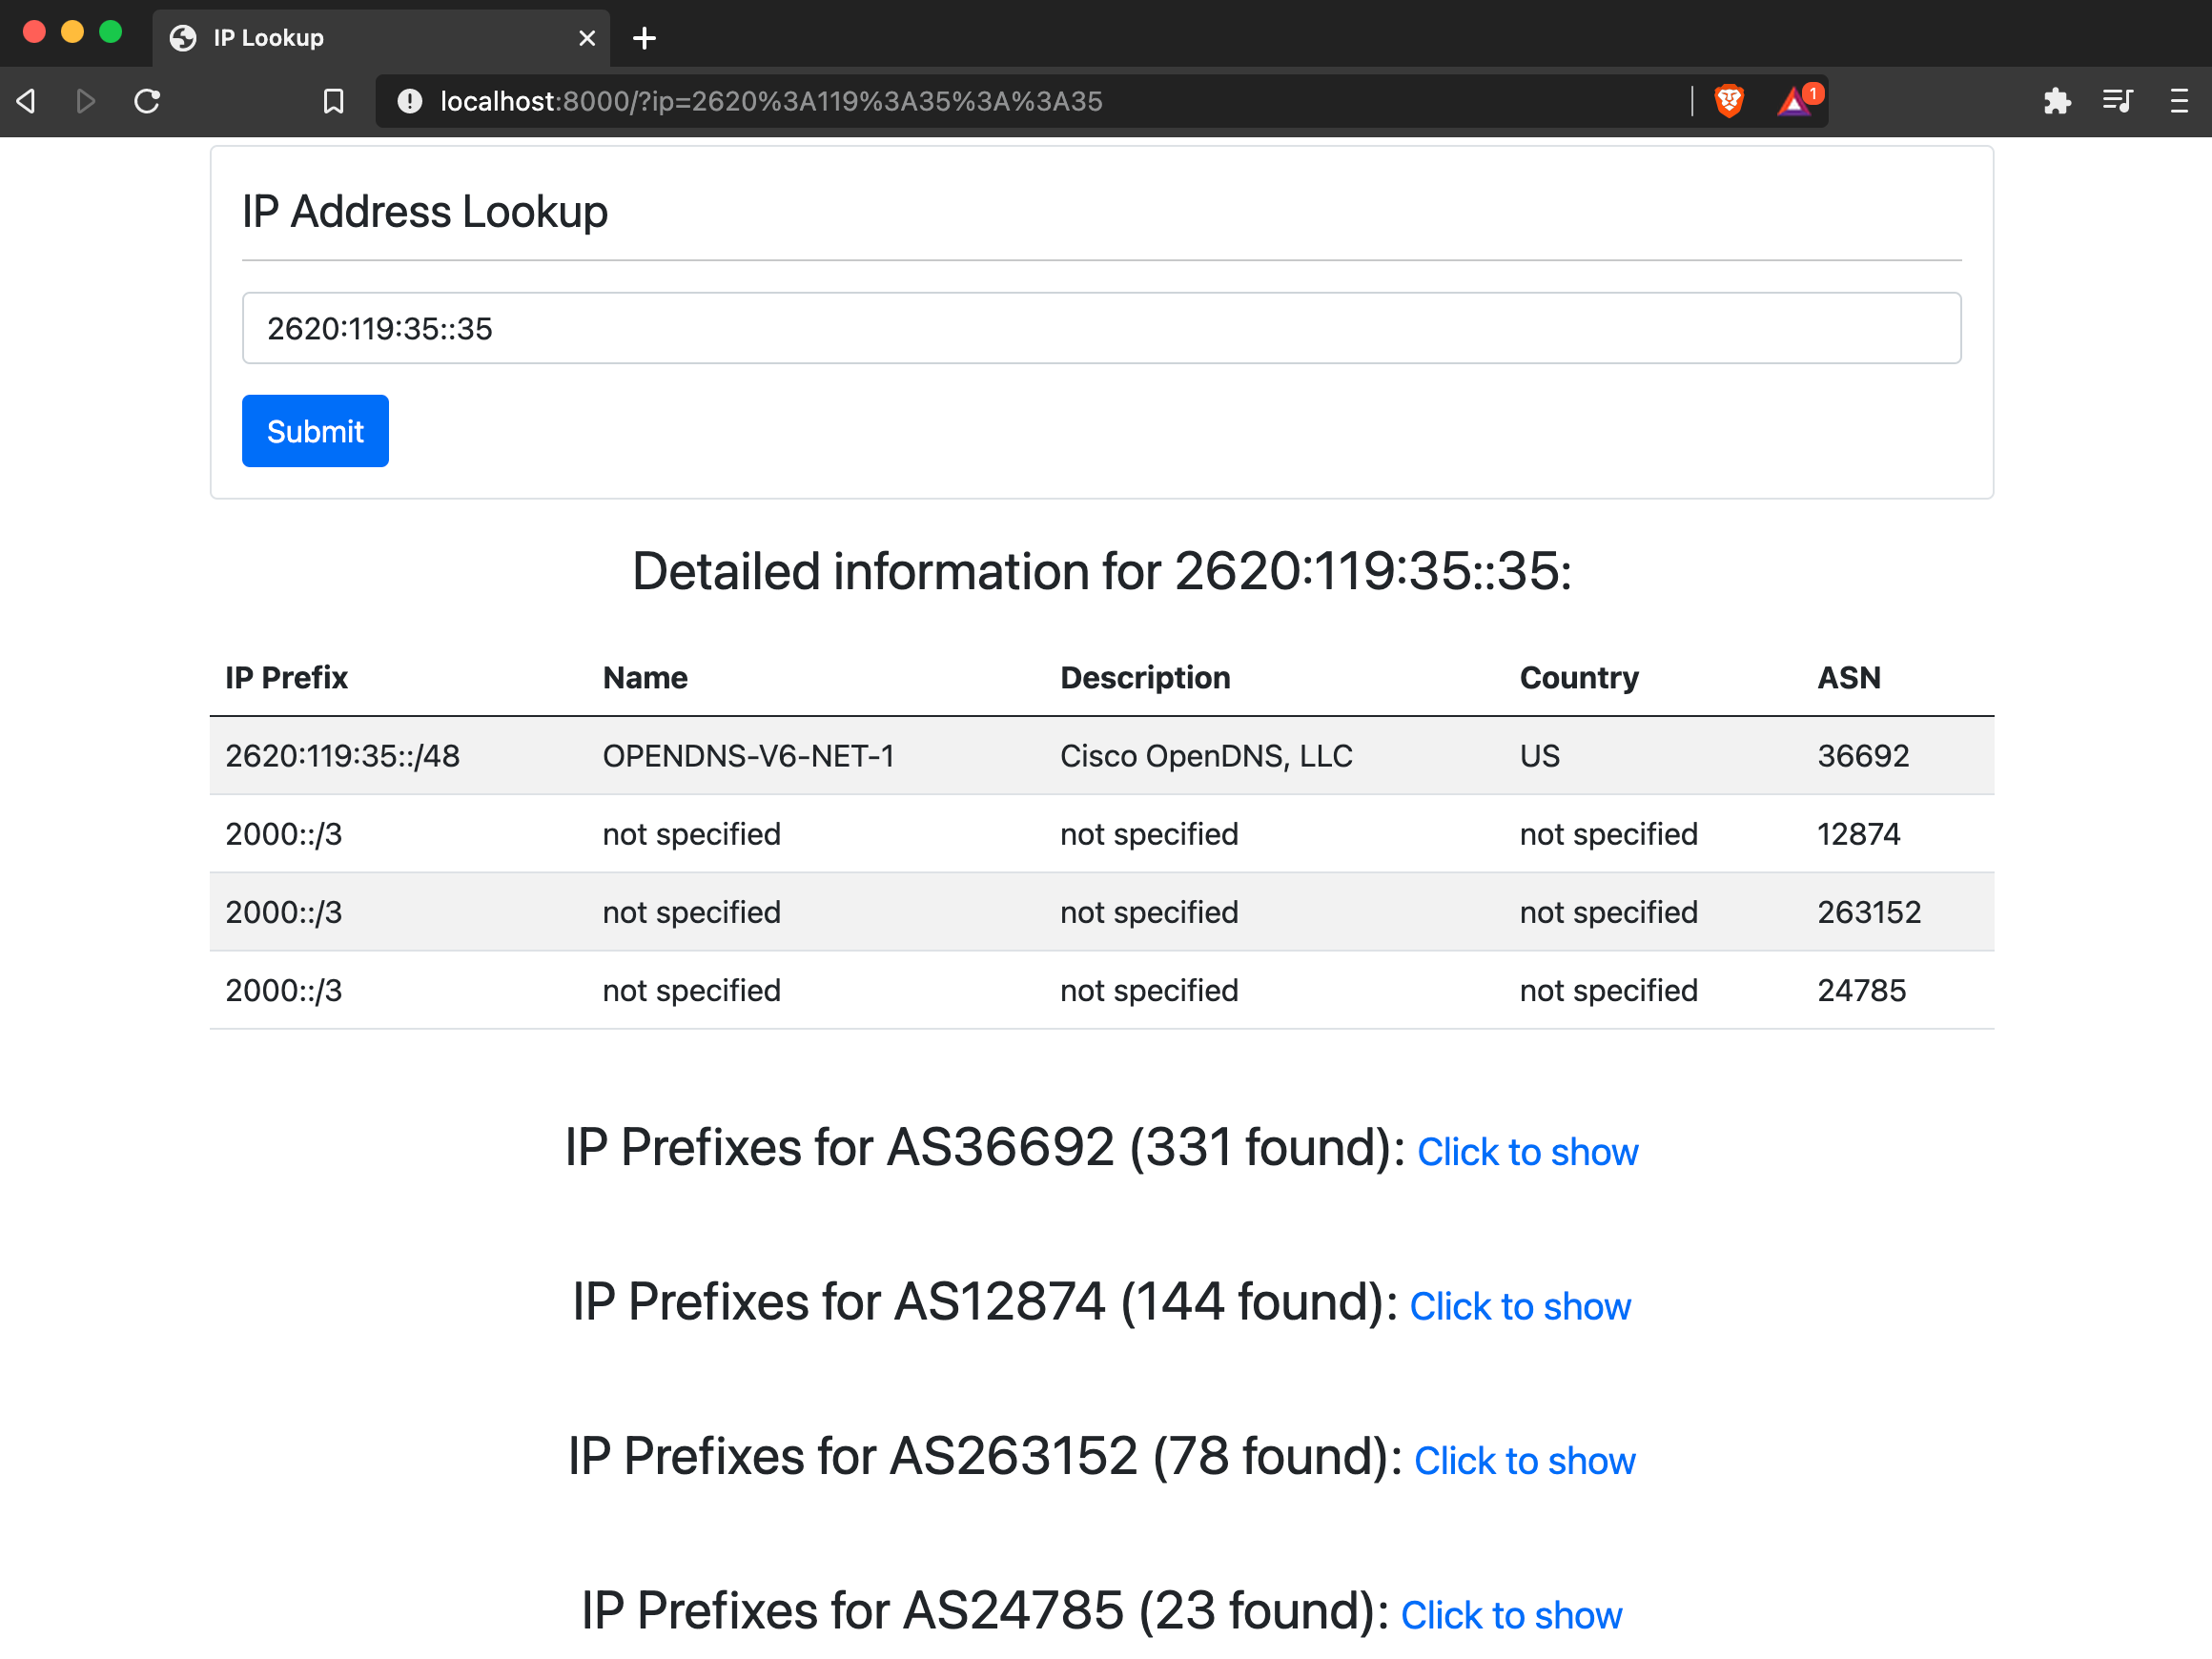 IP Lookup
localhost:8000/?ip=2620%3A119%3A35%3A%3A35
1
IP Address Lookup
2620:119:35::35
Submit
Detailed information for 2620:119:35::35:
IP Prefix Name Description Country ASN
2620:119:35::/48 OPENDNS-V6-NET-1 Cisco OpenDNS, LLC US 36692
2000::/3 not specified not specified not specified 12874
2000::/3 not specified not specified not specified 263152
2000::/3 not specified not specified not specified 24785
IP Prefixes for AS36692 (331 found): Click to show
IP Prefixes for AS12874 (144 found): Click to show
IP Prefixes for AS263152 (78 found): Click to show
IP Prefixes for AS24785 (23 found): Click to show